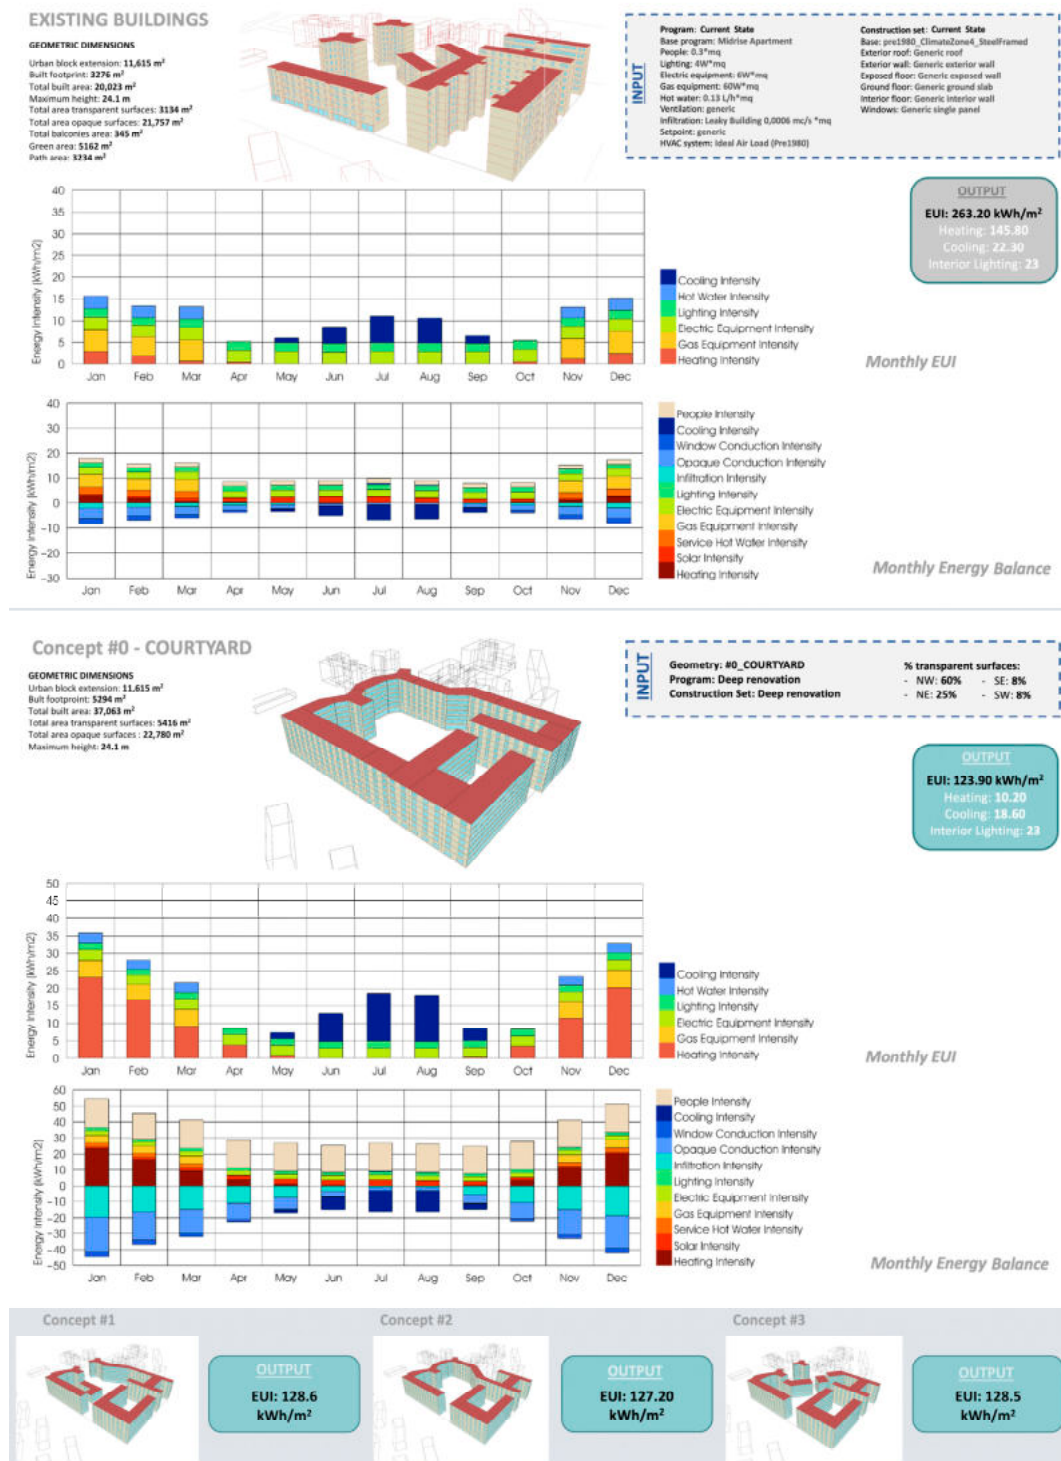 EXISTING BUILDINGS
GEOMETRIC DIMENSIONS
Urban block extension: 11,615 m²
Built footprint: 3276 m²
Total built area: 20,023 m²
Maximum height: 24.1 m
Total area transparent surfaces: 3134 m²
Total area opaque surfaces: 21,757 m²
Total balconies area: 345 m²
Green area: 5162 m²
Path area: 3234 m²
INPUT
Program: Current State
Base program: Midrise Apartment
People: 0.3*mq
Lighting: 4W*mq
Electric equipment: 6W*mq
Gas equipment: 60W*mq
Hot water: 0.13 L/h*mq
Ventilation: generic
Infiltration: Leaky Building 0,0006 mc/s *mq
Setpoint: generic
HVAC system: Ideal Air Load (Pre1980)
Construction set: Current State
Base: pre1980_ClimateZone4_SteelFramed
Exterior roof: Generic roof
Exterior wall: Generic exterior wall
Exposed floor: Generic exposed wall
Ground floor: Generic ground slab
Interior floor: Generic interior wall
Windows: Generic single panel
OUTPUT
EUI: 263.20 kWh/m²
Heating: 145.80
Cooling: 22.30
Interior Lighting: 23
Energy Intensity (kWh/m2)
40
35
30
25
20
15
10
5
0
Jan Feb Mar Apr May Jun Jul Aug Sep Oct Nov Dec
Cooling Intensity
Hot Water Intensity
Lighting Intensity
Electric Equipment Intensity
Gas Equipment Intensity
Heating Intensity
Monthly EUI
Energy Intensity (kWh/m2)
40
30
20
10
0
-10
-20
-30
Jan Feb Mar Apr May Jun Jul Aug Sep Oct Nov Dec
People Intensity
Cooling Intensity
Window Conduction Intensity
Opaque Conduction Intensity
Infiltration Intensity
Lighting Intensity
Electric Equipment Intensity
Gas Equipment Intensity
Service Hot Water Intensity
Solar Intensity
Heating Intensity
Monthly Energy Balance
Concept #0 - COURTYARD
GEOMETRIC DIMENSIONS
Urban block extension: 11,615 m²
Bult footproint: 5294 m²
Total built area: 37,063 m²
Total area transparent surfaces: 5416 m²
Total area opaque surfaces : 22,780 m²
Maximum height: 24.1 m
INPUT
Geometry: #0_COURTYARD
Program: Deep renovation
Construction Set: Deep renovation
% transparent surfaces:
- NW: 60% - SE: 8%
- NE: 25% - SW: 8%
OUTPUT
EUI: 123.90 kWh/m²
Heating: 10.20
Cooling: 18.60
Interior Lighting: 23
Energy Intensity (kWh/m2)
50
45
40
35
30
25
20
15
10
5
0
Jan Feb Mar Apr May Jun Jul Aug Sep Oct Nov Dec
Cooling Intensity
Hot Water Intensity
Lighting Intensity
Electric Equipment Intensity
Gas Equipment Intensity
Heating Intensity
Monthly EUI
Energy Intensity (kWh/m2)
60
50
40
30
20
10
0
-10
-20
-30
-40
-50
Jan Feb Mar Apr May Jun Jul Aug Sep Oct Nov Dec
People Intensity
Cooling Intensity
Window Conduction Intensity
Opaque Conduction Intensity
Infiltration Intensity
Lighting Intensity
Electric Equipment Intensity
Gas Equipment Intensity
Service Hot Water Intensity
Solar Intensity
Heating Intensity
Monthly Energy Balance
Concept #1
OUTPUT
EUI: 128.6
kWh/m²
Concept #2
OUTPUT
EUI: 127.20
kWh/m²
Concept #3
OUTPUT
EUI: 128.5
kWh/m²